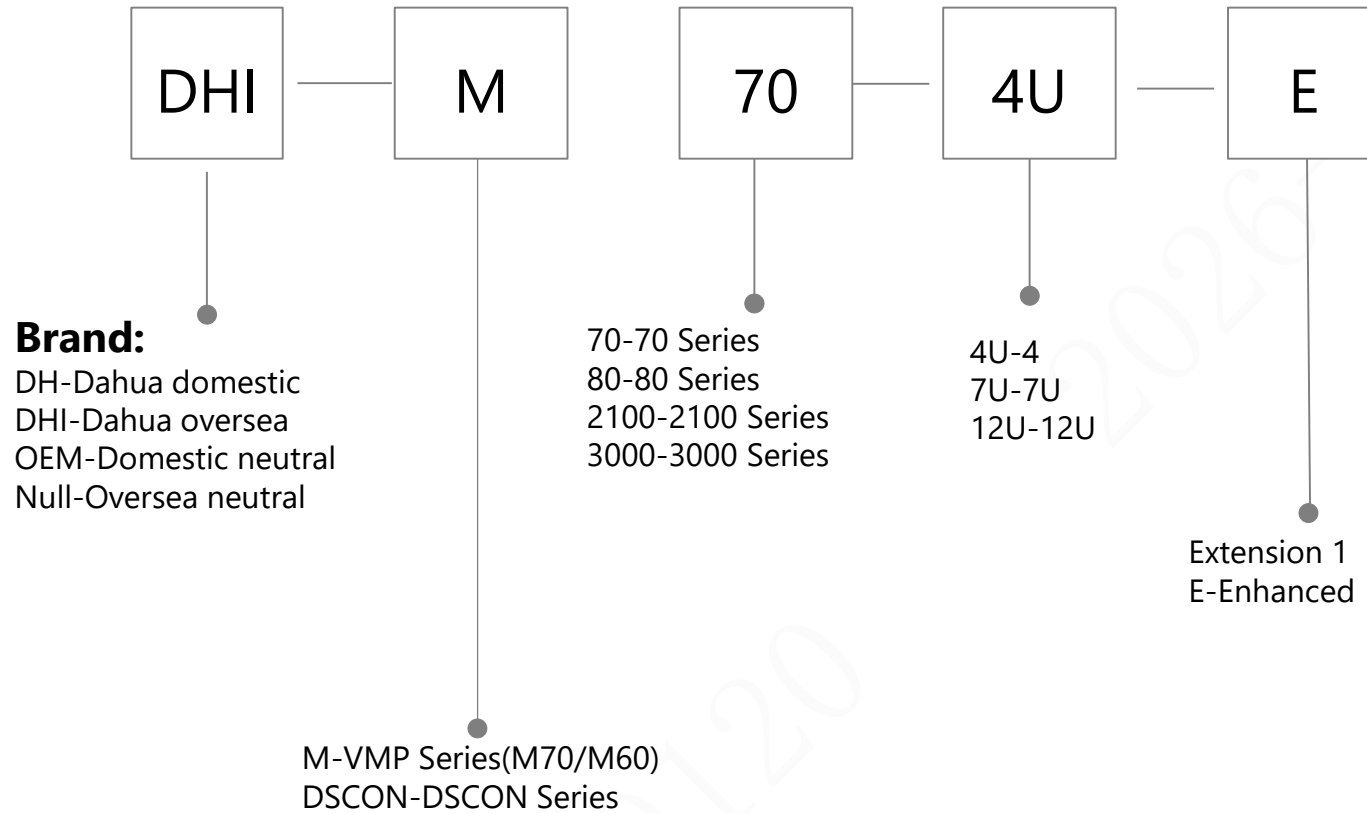 DHI
M
70
4U
E
Brand:
DH-Dahua domestic
DHI-Dahua oversea
OEM-Domestic neutral
Null-Oversea neutral
70-70 Series
80-80 Series
2100-2100 Series
3000-3000 Series
4U-4
7U-7U
12U-12U
Extension 1
E-Enhanced
M-VMP Series(M70/M60)
DSCON-DSCON Series